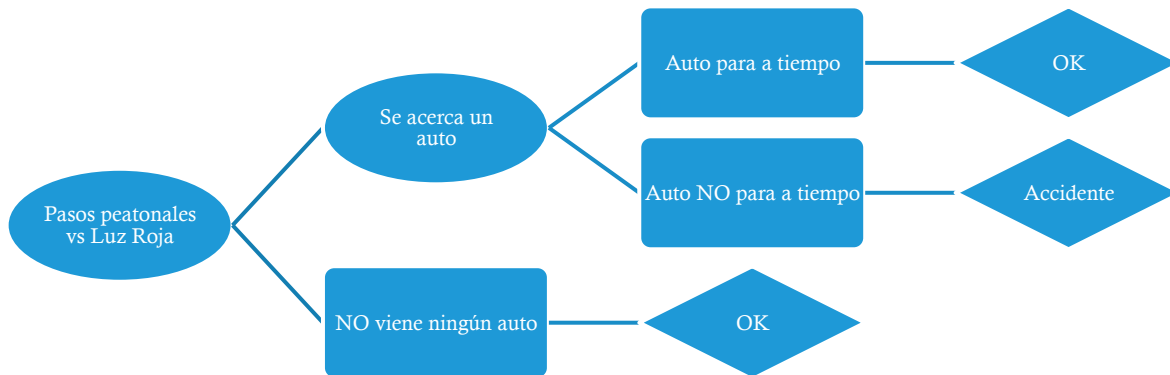 Auto para a tiempo
OK
Se acerca un
auto
Auto NO para a tiempo
Accidente
Pasos peatonales
vs Luz Roja
NO viene ningún auto
OK